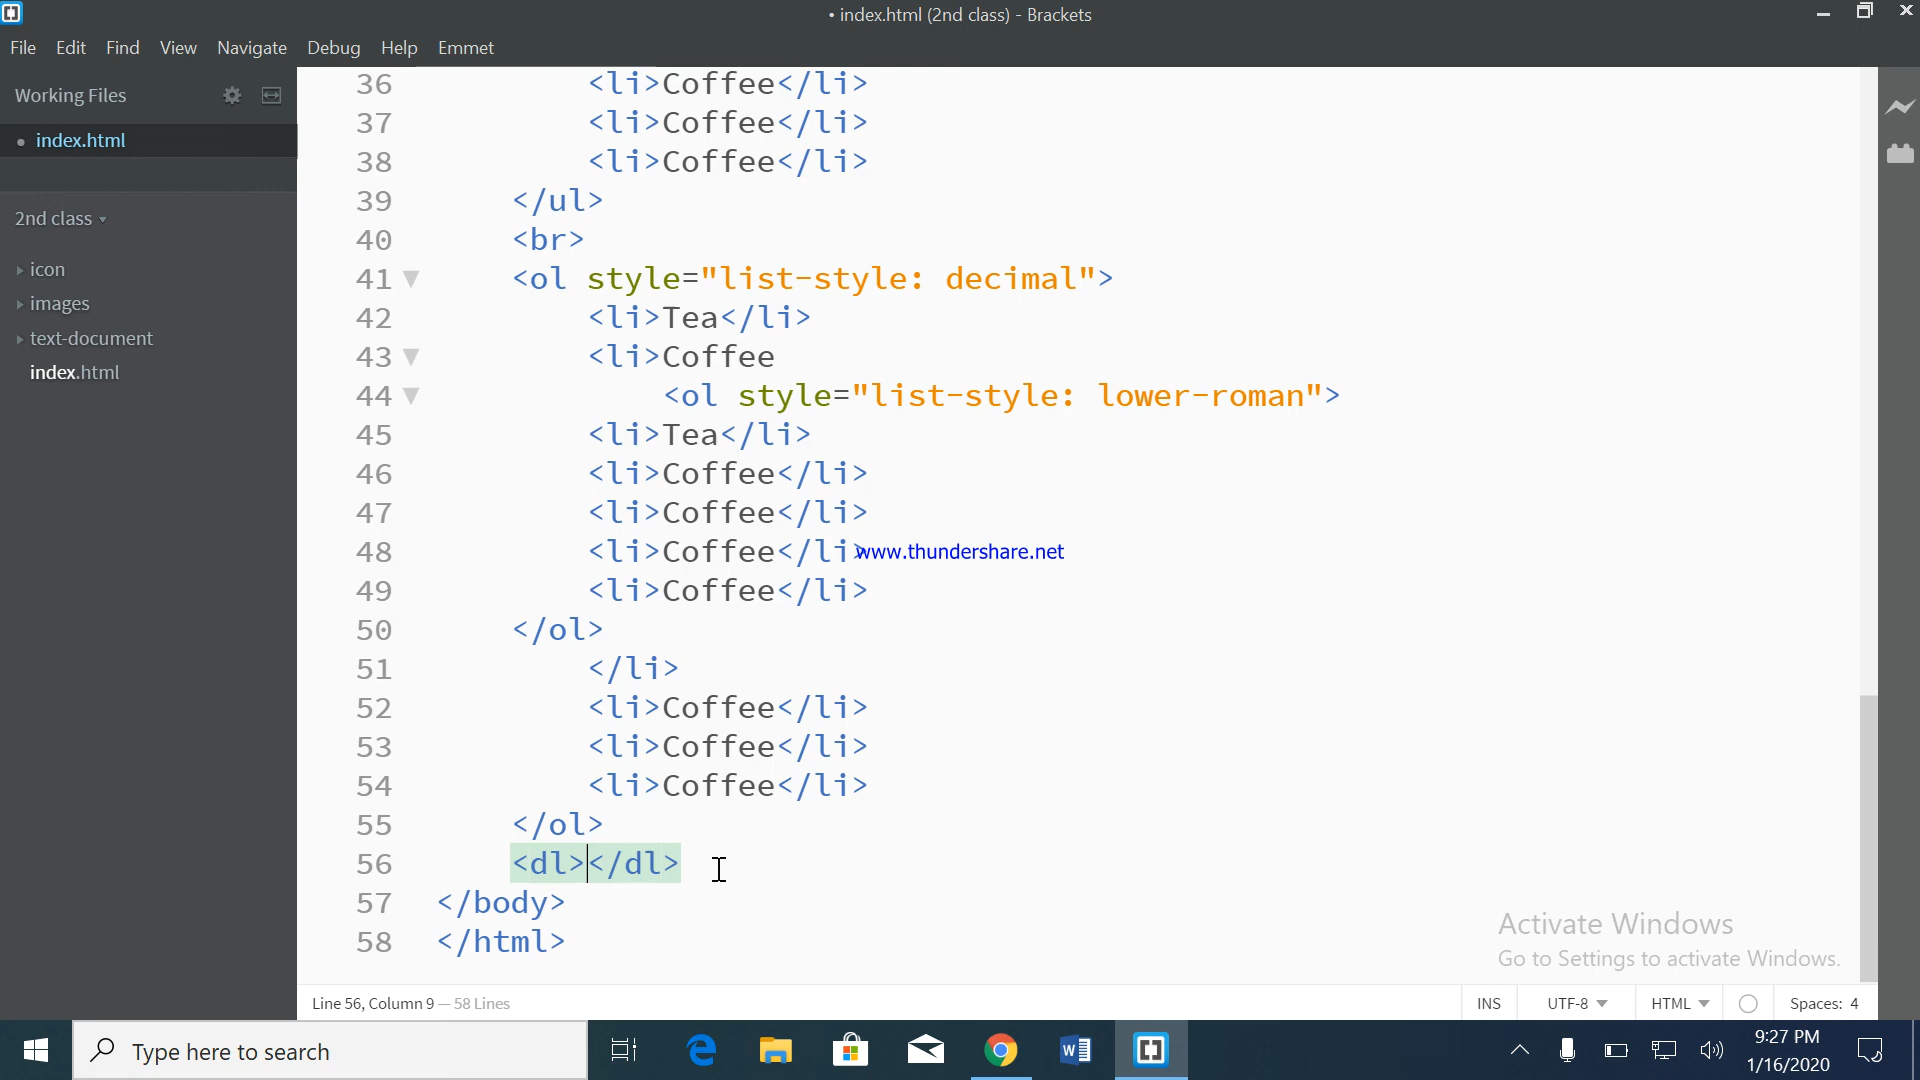 • index.html (2nd class) - Brackets
File Edit Find View Navigate Debug Help Emmet
Working Files
• index.html
2nd class
icon
images
text-document
index.html
36 <li>Coffee</li>
37 <li>Coffee</li>
38 <li>Coffee</li>
39 </ul>
40 <br>
41 <ol style="list-style: decimal">
42 <li>Tea</li>
43 <li>Coffee
44 <ol style="list-style: lower-roman">
45 <li>Tea</li>
46 <li>Coffee</li>
47 <li>Coffee</li>
48 <li>Coffee</li>
www.thundershare.net
49 <li>Coffee</li>
50 </ol>
51 </li>
52 <li>Coffee</li>
53 <li>Coffee</li>
54 <li>Coffee</li>
55 </ol>
56 <dl></dl>
57 </body>
58 </html>
Activate Windows
Go to Settings to activate Windows.
Line 56, Column 9 — 58 Lines
INS UTF-8 HTML Spaces: 4
Type here to search
9:27 PM
1/16/2020